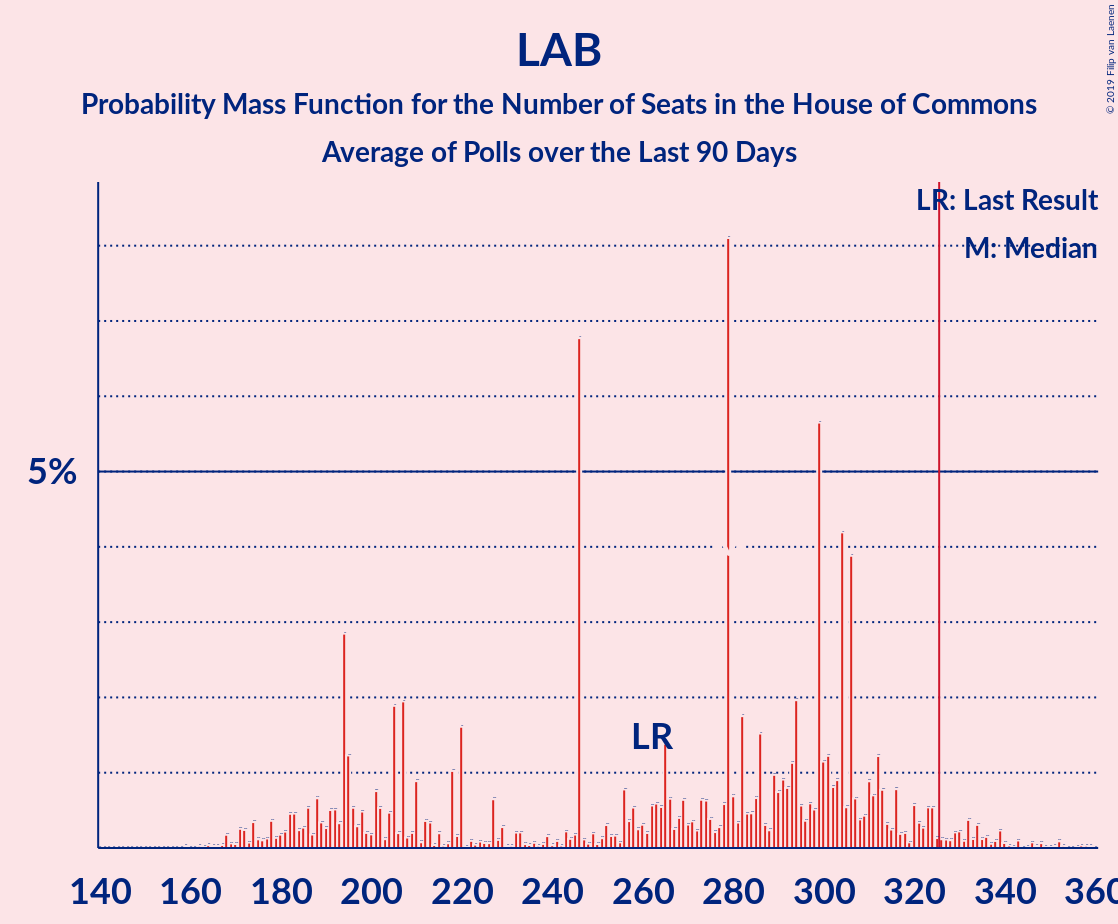 LAB
Probability Mass Function for the Number of Seats in the House of Commons
Average of Polls over the Last 90 Days
© 2019 Filip van Laenen
LR: Last Result
M: Median
5%
LR
140 160 180 200 220 240 260 280 300 320 340 360